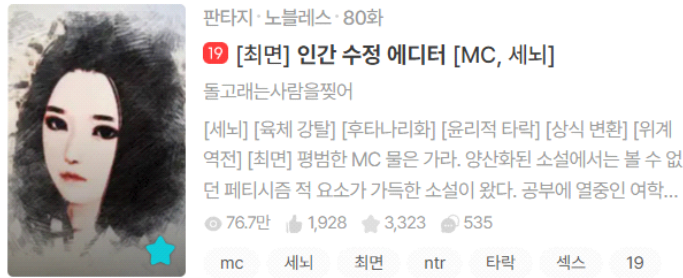 판타지 · 노블레스 · 80화
19 [최면] 인간 수정 에디터 [MC, 세뇌]
돌고래는사람을찢어
[세뇌] [육체 강탈] [후타나리화] [윤리적 타락] [상식 변환] [위계
역전] [최면] 평범한 MC 물은 가라. 양산화된 소설에서는 볼 수 없
던 페티시즘 적 요소가 가득한 소설이 왔다. 공부에 열중인 여학...
76.7만 1,928 3,323 535
mc 세뇌 최면 ntr 타락 섹스 19